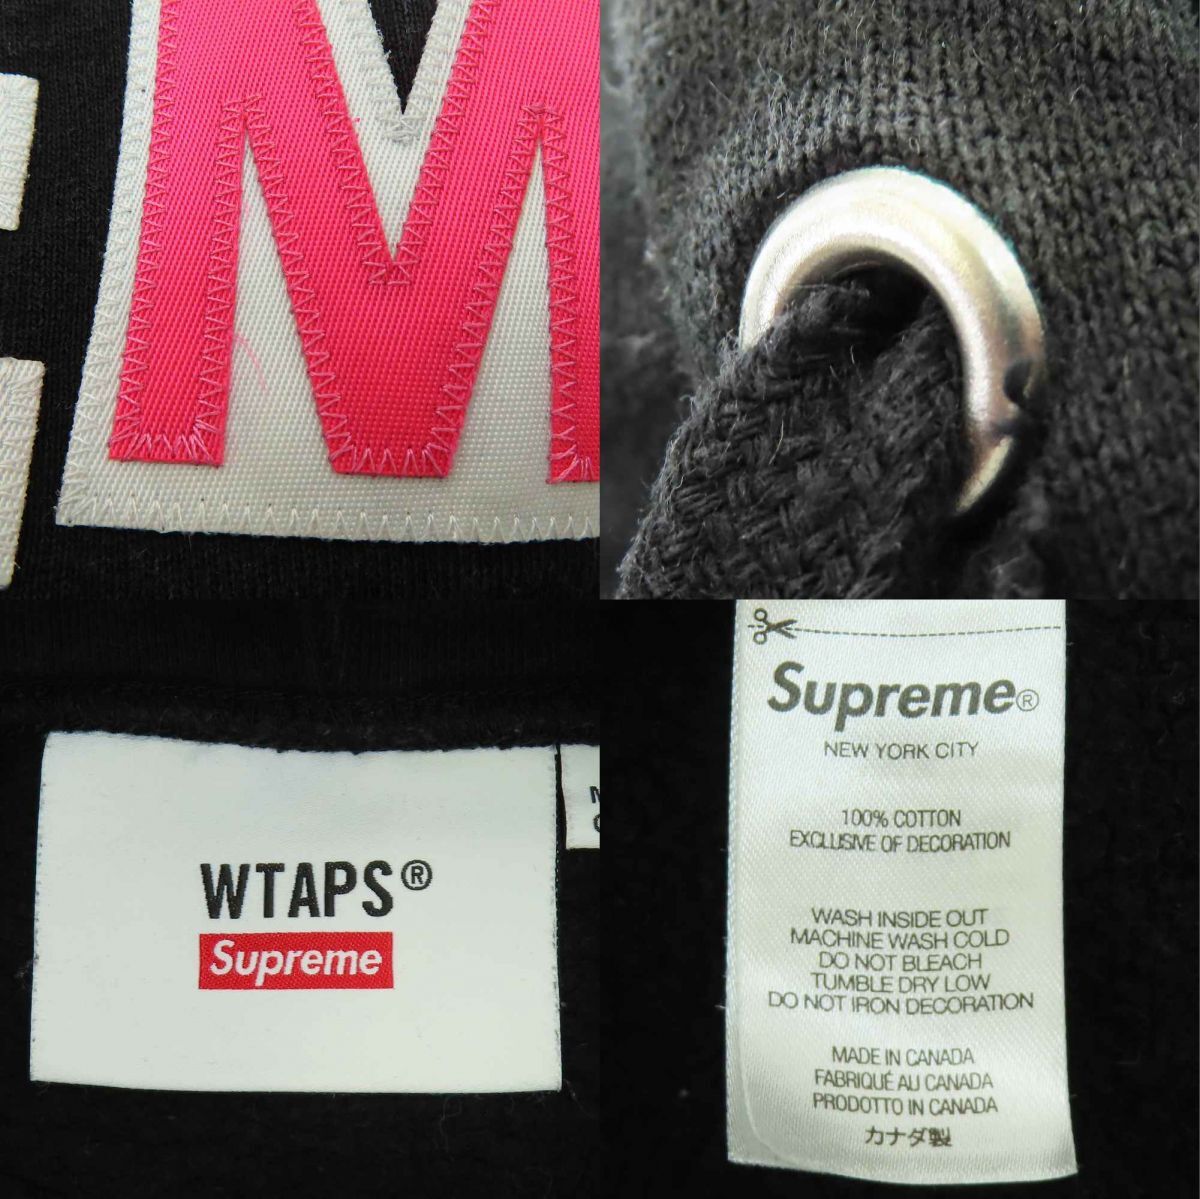 M
WTAPS®
Supreme
Supreme®
NEW YORK CITY
100% COTTON
EXCLUSIVE OF DECORATION
WASH INSIDE OUT
MACHINE WASH COLD
DO NOT BLEACH
TUMBLE DRY LOW
DO NOT IRON DECORATION
MADE IN CANADA
FABRIQUÉ AU CANADA
PRODOTTO IN CANADA
カナダ製